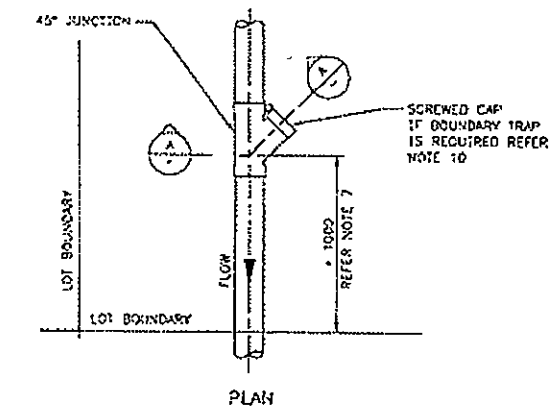 45° JUNCTION
A
A
SCREWED CAP
IF BOUNDARY TRAP
IS REQUIRED REFER
NOTE 10
LOT BOUNDARY
FLOW
* 1000
REFER NOTE 7
LOT BOUNDARY
PLAN